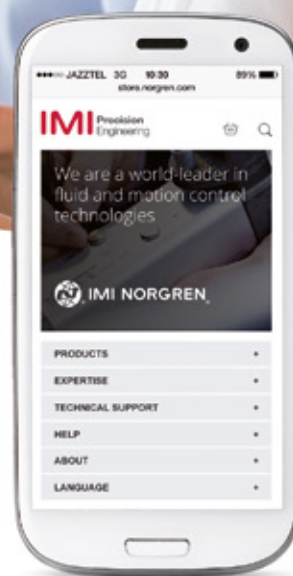 JAZZTEL 3G 10:30 89%
store.norgren.com
IMI Precision
Engineering
We are a world-leader in
fluid and motion control
technologies
IMI NORGREN
PRODUCTS +
EXPERTISE +
TECHNICAL SUPPORT +
HELP +
ABOUT +
LANGUAGE +